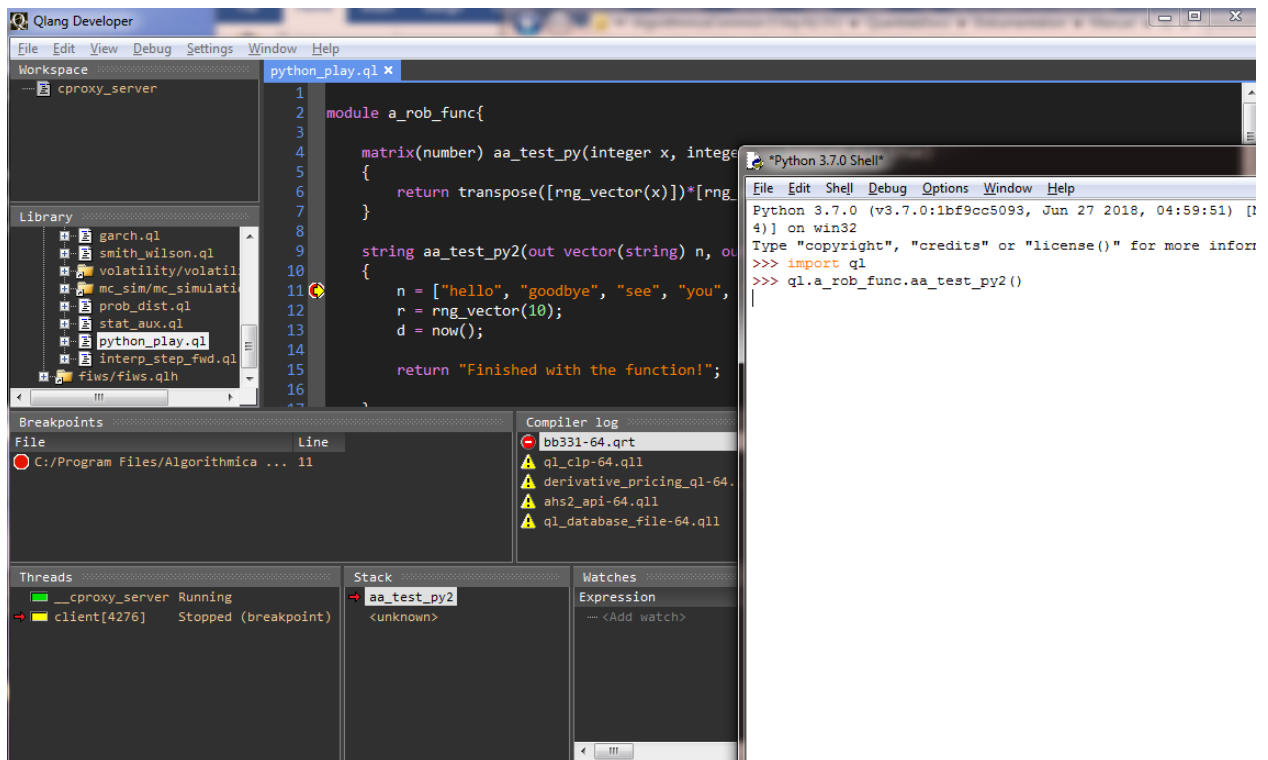 Qlang Developer
File Edit View Debug Settings Window Help
Workspace
cproxy_server
Library
garch.ql
smith_wilson.ql
volatility/volatil
mc_sim/mc_simulati
prob_dist.ql
stat_aux.ql
python_play.ql
interp_step_fwd.ql
fiws/fiws.qlh
python_play.ql ×
1
2 module a_rob_func{
3
4 matrix(number) aa_test_py(integer x, intege
5 {
6 return transpose([rng_vector(x)])*[rng_
7 }
8
9 string aa_test_py2(out vector(string) n, ou
10 {
11 n = ["hello", "goodbye", "see", "you",
12 r = rng_vector(10);
13 d = now();
14
15 return "Finished with the function!";
16
17 }
*Python 3.7.0 Shell*
File Edit Shell Debug Options Window Help
Python 3.7.0 (v3.7.0:1bf9cc5093, Jun 27 2018, 04:59:51) [M
4)] on win32
Type "copyright", "credits" or "license()" for more infor
>>> import ql
>>> ql.a_rob_func.aa_test_py2()
Breakpoints
File Line
C:/Program Files/Algorithmica ... 11
Compiler log
bb331-64.qrt
ql_clp-64.qll
derivative_pricing_ql-64.
ahs2_api-64.qll
ql_database_file-64.qll
Threads
__cproxy_server Running
client[4276] Stopped (breakpoint)
Stack
aa_test_py2
<unknown>
Watches
Expression
<Add watch>